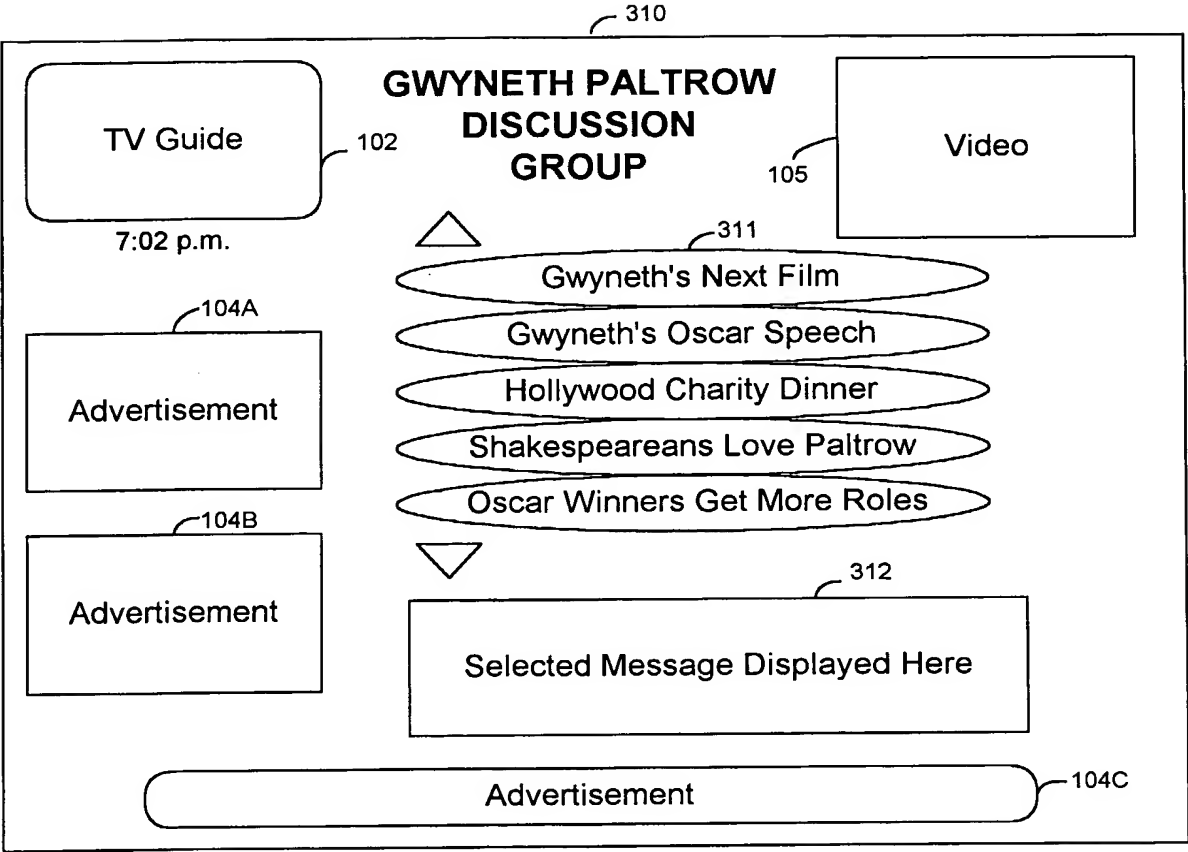 310
GWYNETH PALTROW
DISCUSSION
GROUP
TV Guide
102
7:02 p.m.
Video
105
311
Gwyneth's Next Film
Gwyneth's Oscar Speech
Hollywood Charity Dinner
Shakespeareans Love Paltrow
Oscar Winners Get More Roles
104A
Advertisement
104B
Advertisement
312
Selected Message Displayed Here
Advertisement
104C